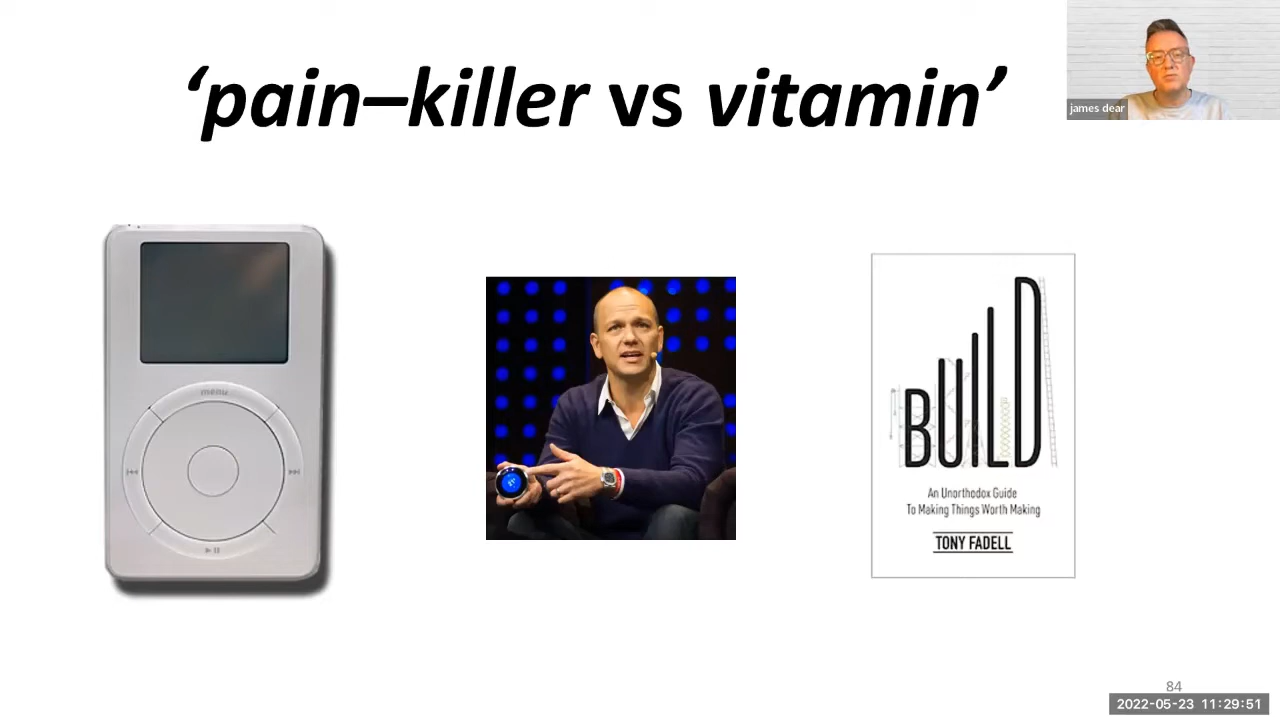 ‘pain–killer vs vitamin’
james dear
menu
BUILD
An Unorthodox Guide
To Making Things Worth Making
TONY FADELL
84
2022-05-23 11:29:51